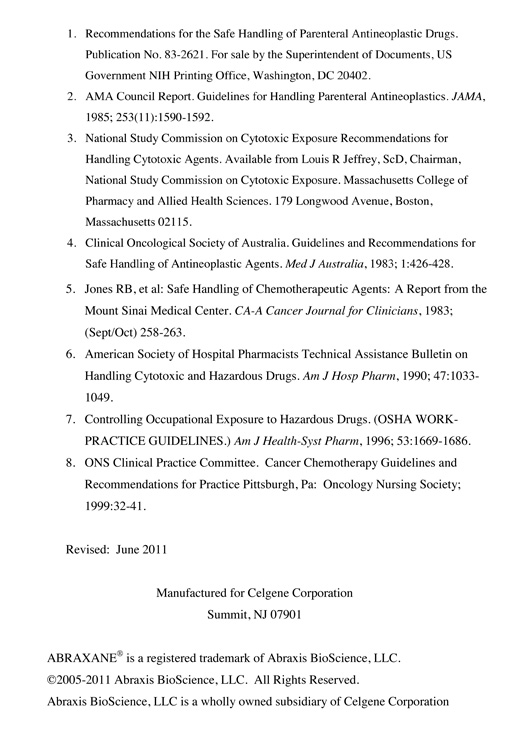 1. Recommendations for the Safe Handling of Parenteral Antineoplastic Drugs.
Publication No. 83-2621. For sale by the Superintendent of Documents, US
Government NIH Printing Office, Washington, DC 20402.
2. AMA Council Report. Guidelines for Handling Parenteral Antineoplastics. JAMA,
1985; 253(11):1590-1592.
3. National Study Commission on Cytotoxic Exposure Recommendations for
Handling Cytotoxic Agents. Available from Louis R Jeffrey, ScD, Chairman,
National Study Commission on Cytotoxic Exposure. Massachusetts College of
Pharmacy and Allied Health Sciences. 179 Longwood Avenue, Boston,
Massachusetts 02115.
4. Clinical Oncological Society of Australia. Guidelines and Recommendations for
Safe Handling of Antineoplastic Agents. Med J Australia, 1983; 1:426-428.
5. Jones RB, et al: Safe Handling of Chemotherapeutic Agents: A Report from the
Mount Sinai Medical Center. CA-A Cancer Journal for Clinicians, 1983;
(Sept/Oct) 258-263.
6. American Society of Hospital Pharmacists Technical Assistance Bulletin on
Handling Cytotoxic and Hazardous Drugs. Am J Hosp Pharm, 1990; 47:1033-
1049.
7. Controlling Occupational Exposure to Hazardous Drugs. (OSHA WORK-
PRACTICE GUIDELINES.) Am J Health-Syst Pharm, 1996; 53:1669-1686.
8. ONS Clinical Practice Committee. Cancer Chemotherapy Guidelines and
Recommendations for Practice Pittsburgh, Pa: Oncology Nursing Society;
1999:32-41.
Revised: June 2011
Manufactured for Celgene Corporation
Summit, NJ 07901
ABRAXANE® is a registered trademark of Abraxis BioScience, LLC.
©2005-2011 Abraxis BioScience, LLC. All Rights Reserved.
Abraxis BioScience, LLC is a wholly owned subsidiary of Celgene Corporation